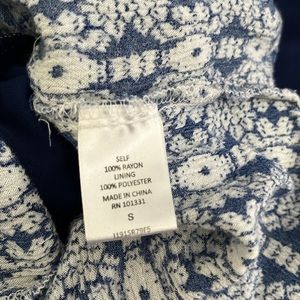 SELF
100% RAYON
LINING
100% POLYESTER
MADE IN CHINA
RN 101331
S